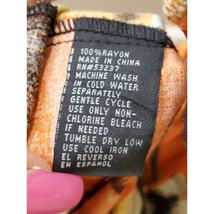 100%RAYON
MADE IN CHINA
RN#53237
MACHINE WASH
IN COLD WATER
SEPARATELY
GENTLE CYCLE
USE ONLY NON-
CHLORINE BLEACH
IF NEEDED
TUMBLE DRY LOW
USE COOL IRON
EL REVERSO
EN ESPANOL